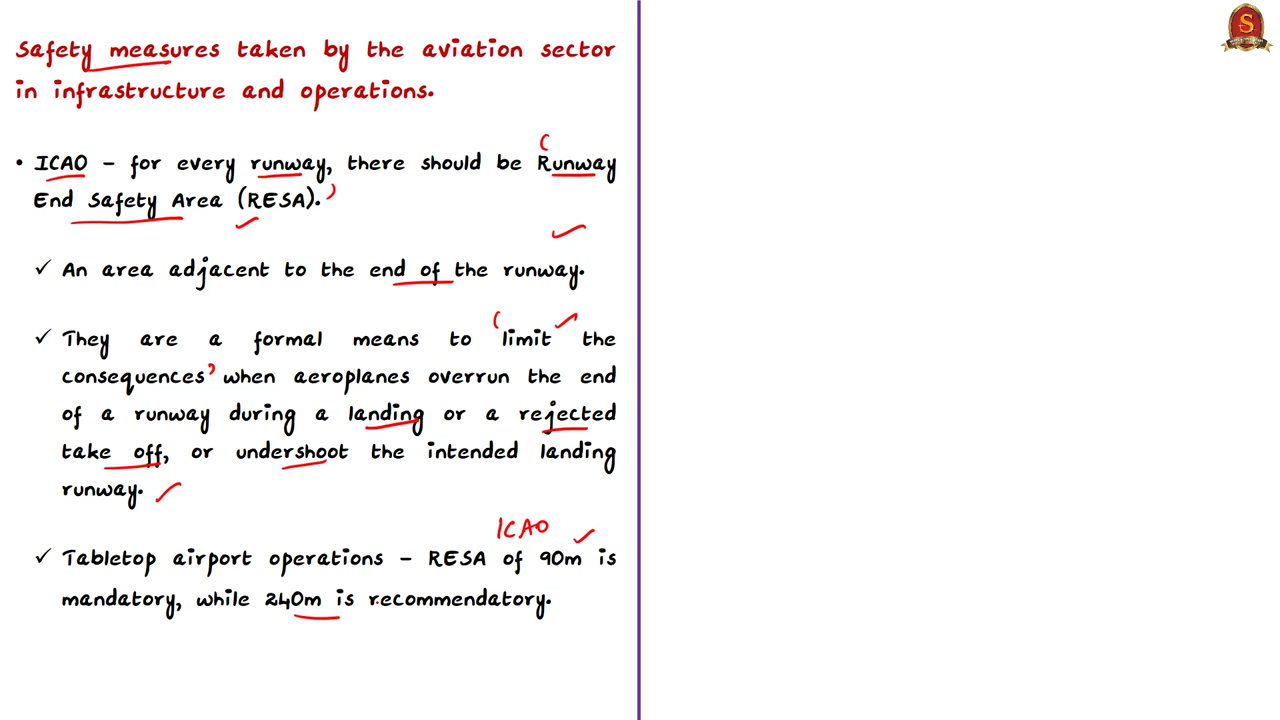 Safety measures taken by the aviation sector
in infrastructure and operations.
• ICAO – for every runway, there should be Runway
End Safety Area (RESA).
✓ An area adjacent to the end of the runway.
✓ They are a formal means to limit the
consequences when aeroplanes overrun the end
of a runway during a landing or a rejected
take off, or undershoot the intended landing
runway.
ICAO
✓ Tabletop airport operations – RESA of 90m is
mandatory, while 240m is recommendatory.
S